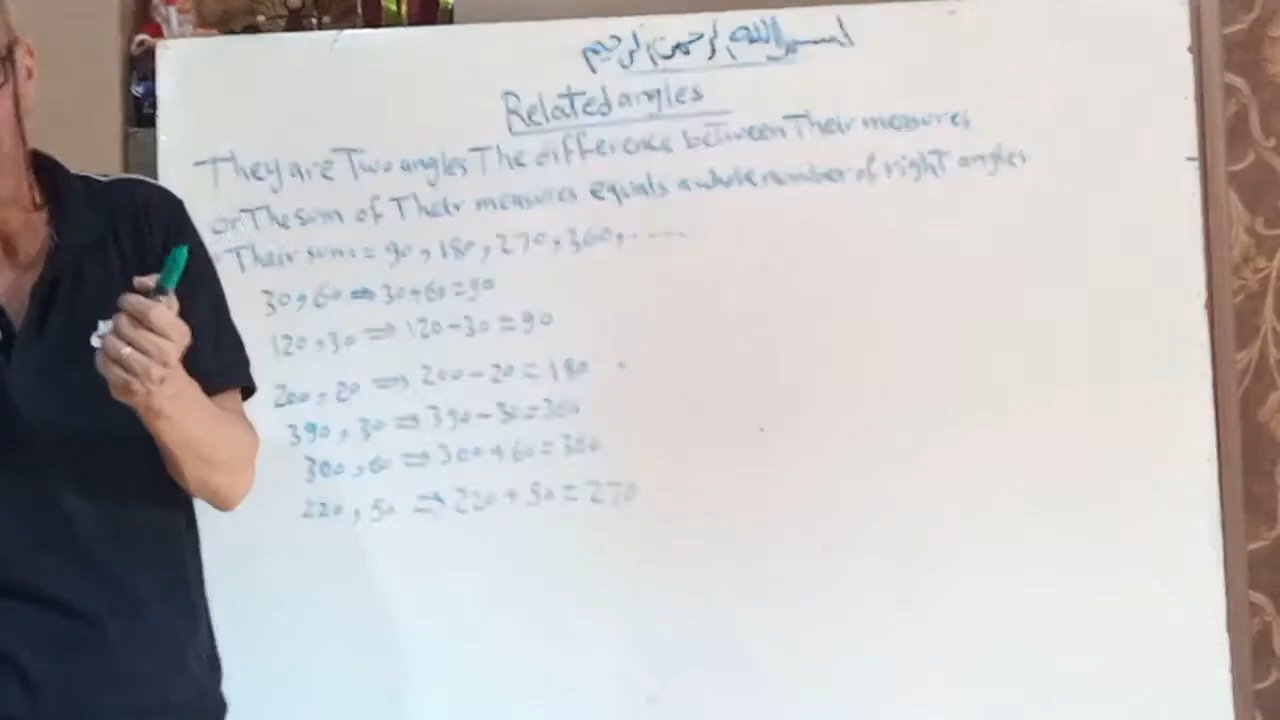 بسم الله الرحمن الرحيم
Related angles
They are Two angles The difference between Their measures
or The sum of Their measures equals a whole number of right angles
Their sum = 90, 180, 270, 360, .....
30, 60 ⇒ 30+60=90
120, 30 ⇒ 120-30=90
200, 20 ⇒ 200-20=180
390, 30 ⇒ 390-30=360
300, 60 ⇒ 300+60=360
220, 50 ⇒ 220+50=270